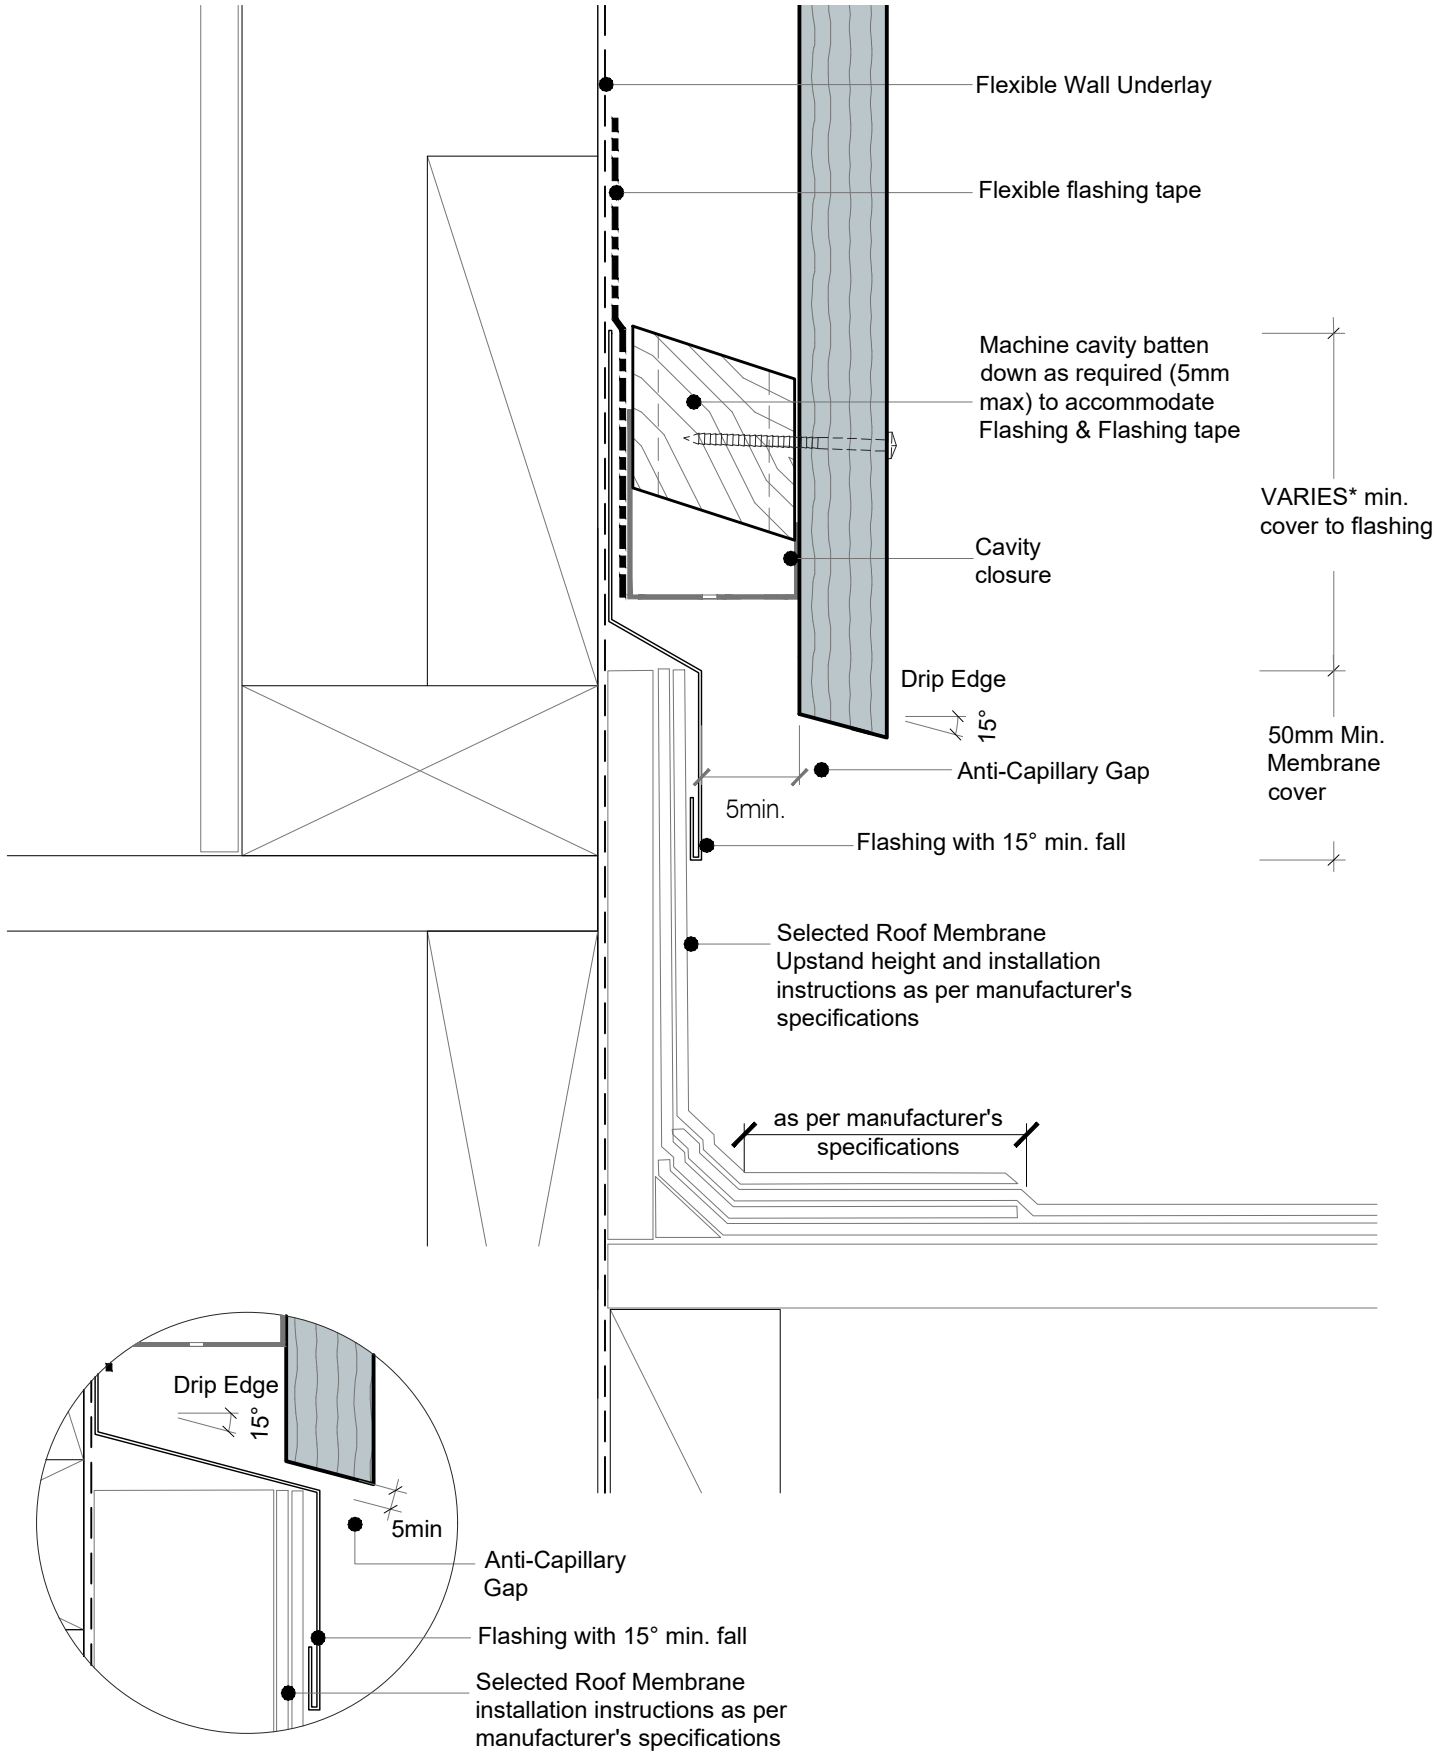 Flexible Wall Underlay
Flexible flashing tape
Machine cavity batten
down as required (5mm
max) to accommodate
Flashing & Flashing tape
VARIES* min.
cover to flashing
Cavity
closure
Drip Edge
15°
50mm Min.
Membrane
cover
Anti-Capillary Gap
5min.
Flashing with 15° min. fall
Selected Roof Membrane
Upstand height and installation
instructions as per manufacturer's
specifications
as per manufacturer's
specifications
Drip Edge
15°
5min
Anti-Capillary
Gap
Flashing with 15° min. fall
Selected Roof Membrane
installation instructions as per
manufacturer's specifications